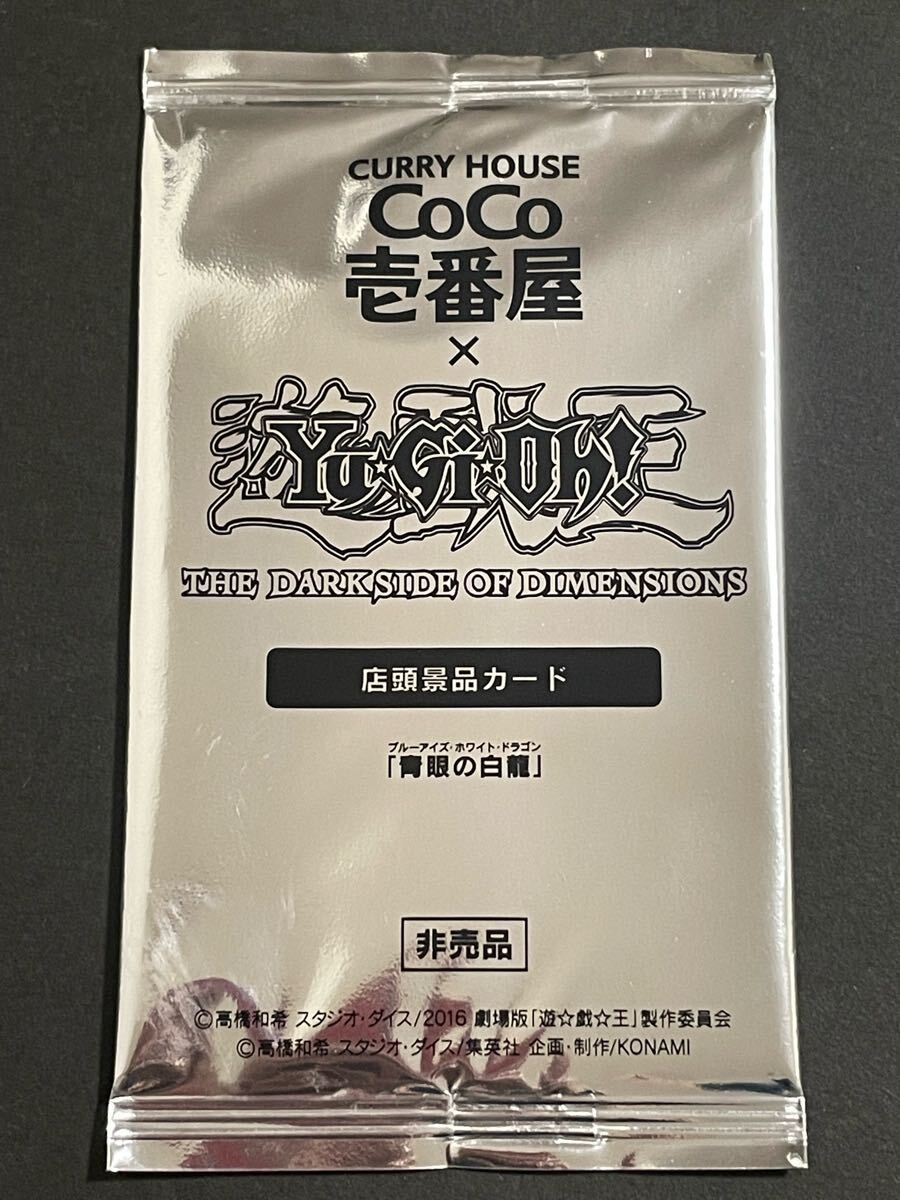 CURRY HOUSE
CoCo
壱番屋
×
遊戯王
Yu☆Gi☆Oh!
THE DARKSIDE OF DIMENSIONS
店頭景品カード
ブルーアイズ・ホワイト・ドラゴン
「青眼の白龍」
非売品
©高橋和希 スタジオ・ダイス/2016 劇場版「遊☆戯☆王」製作委員会
©高橋和希 スタジオ・ダイス/集英社 企画・制作/KONAMI